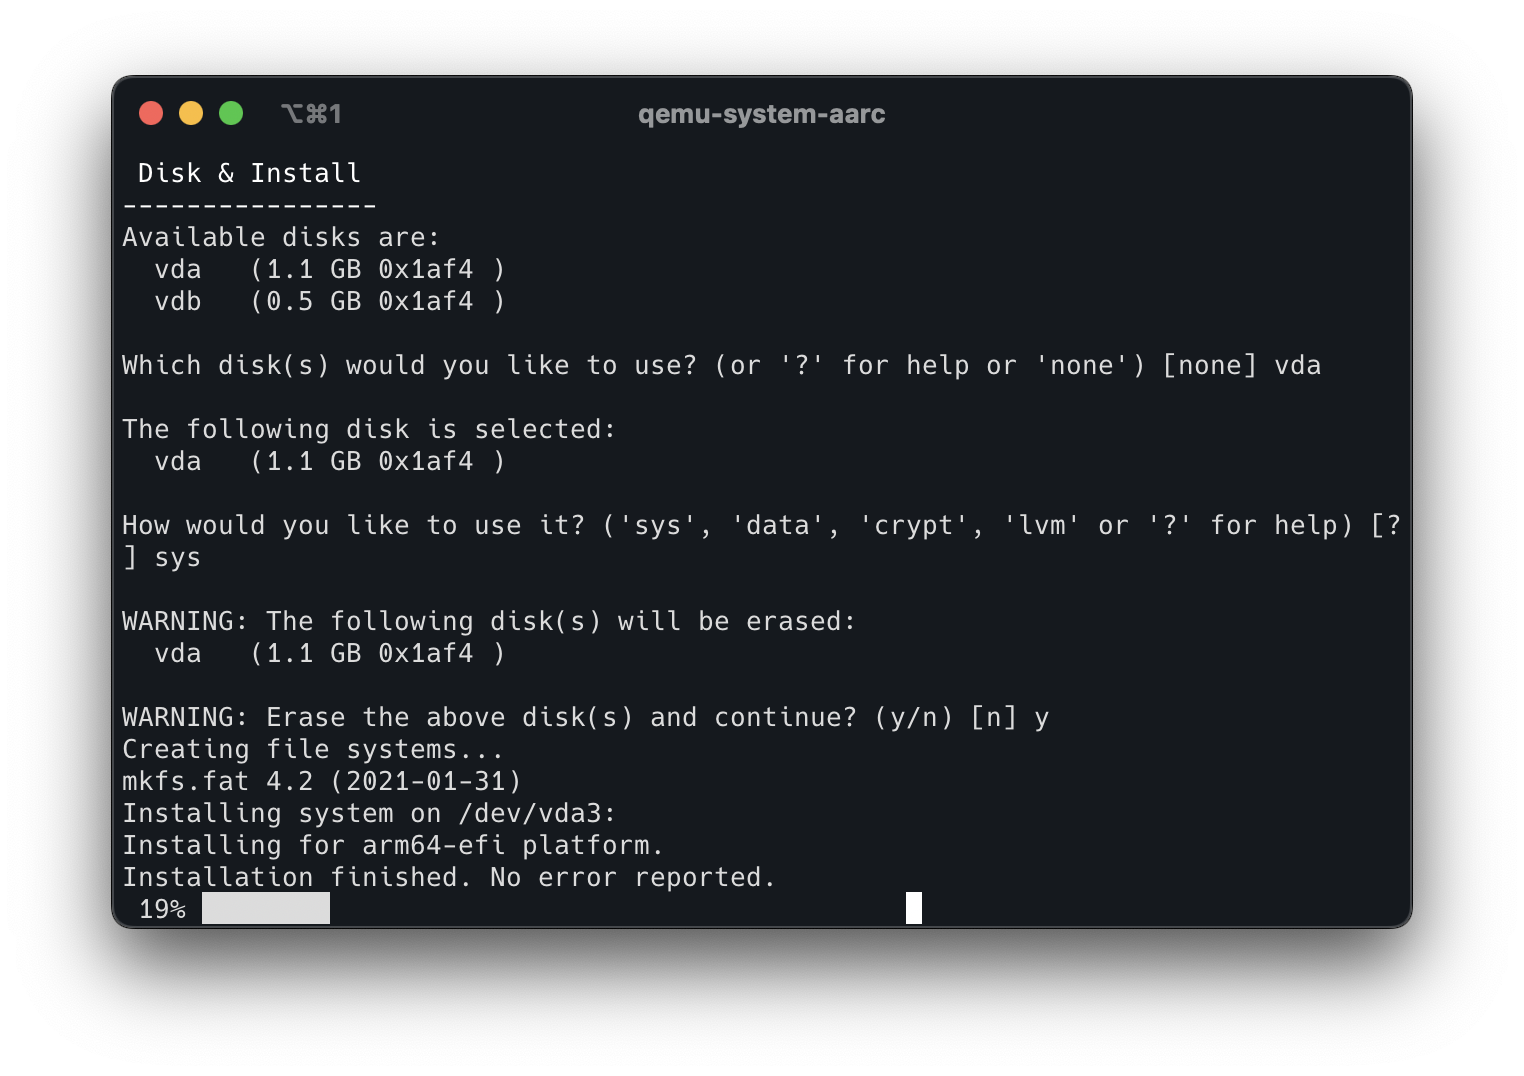 ⌥⌘1
qemu-system-aarc
Disk & Install
----------------
Available disks are:
  vda   (1.1 GB 0x1af4 )
  vdb   (0.5 GB 0x1af4 )
Which disk(s) would you like to use? (or '?' for help or 'none') [none] vda
The following disk is selected:
  vda   (1.1 GB 0x1af4 )
How would you like to use it? ('sys', 'data', 'crypt', 'lvm' or '?' for help) [?
] sys
WARNING: The following disk(s) will be erased:
  vda   (1.1 GB 0x1af4 )
WARNING: Erase the above disk(s) and continue? (y/n) [n] y
Creating file systems...
mkfs.fat 4.2 (2021-01-31)
Installing system on /dev/vda3:
Installing for arm64-efi platform.
Installation finished. No error reported.
19%